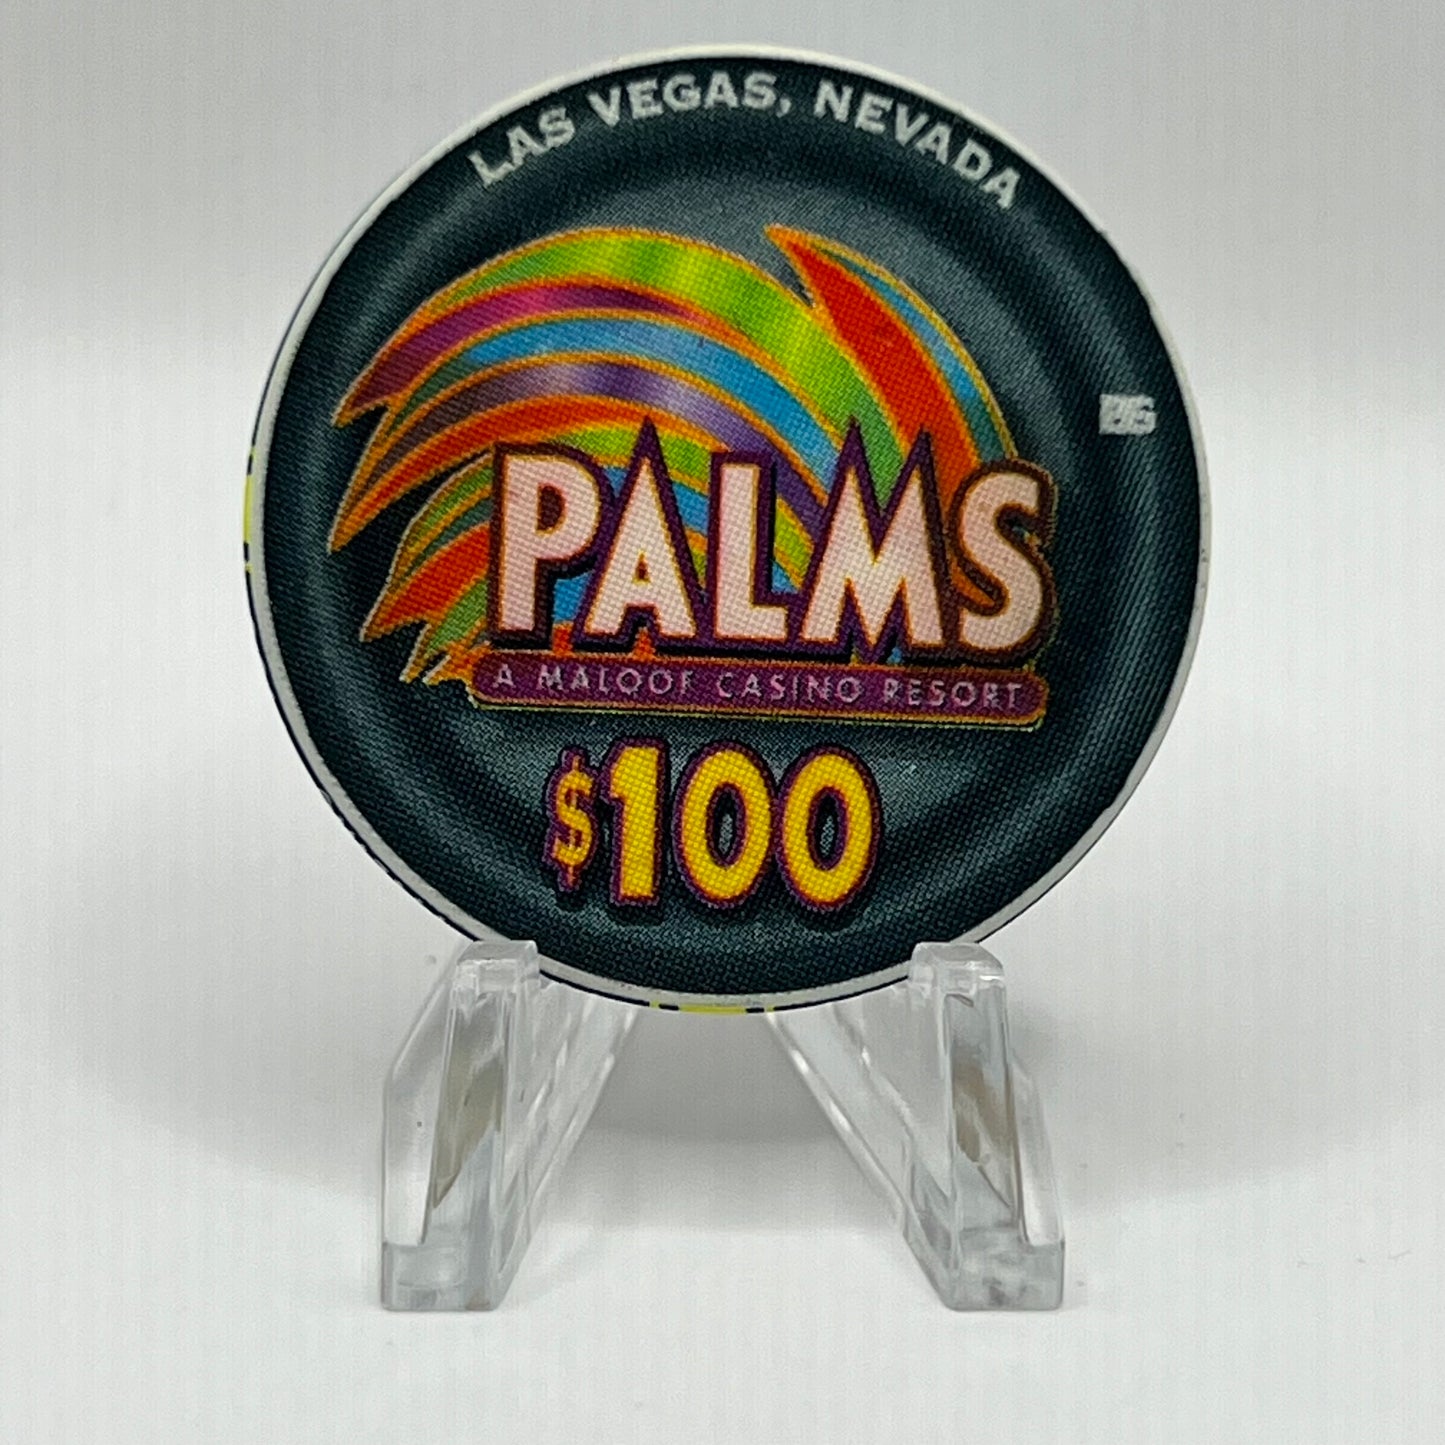 LAS VEGAS, NEVADA
PALMS
A MALOOF CASINO RESORT
$100